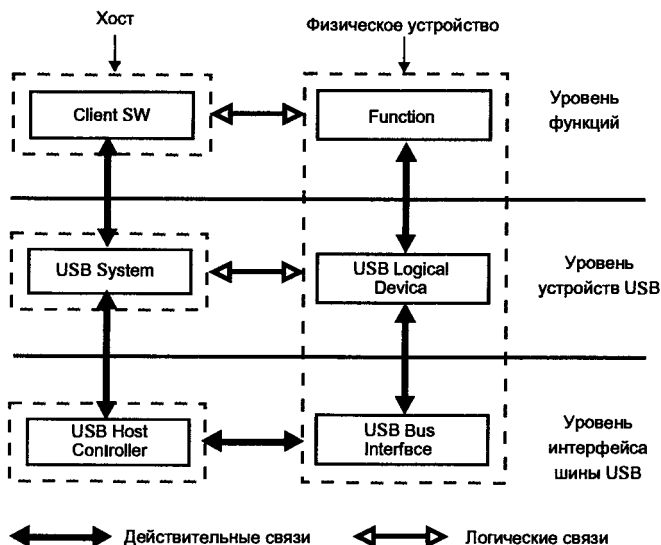 Хост
Физическое устройство
Client SW
Function
Уровень
функций
USB System
USB Logical
Devica
Уровень
устройств USB
USB Host
Controller
USB Bus
Interfвce
Уровень
интерфейса
шины USB
Действительные связи
Логические связи